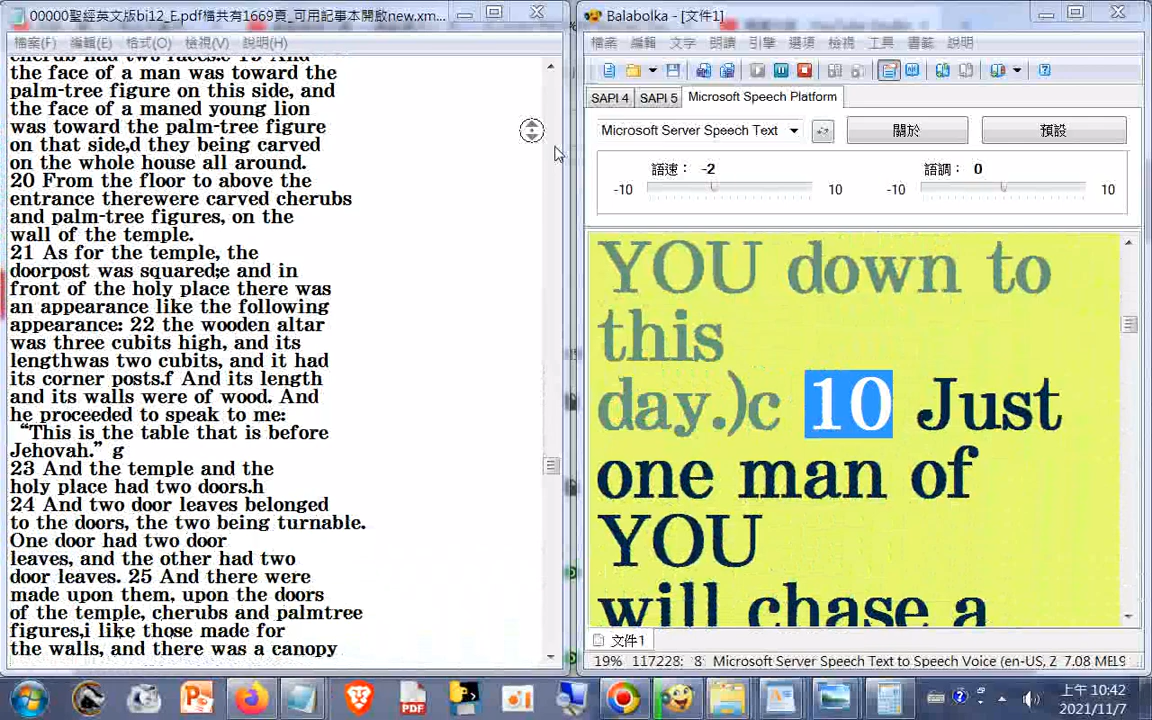 00000聖經英文版bi12_E.pdf檔共有1669頁_可用記事本開啟new.xm...
檔案(F) 編輯(E) 格式(O) 檢視(V) 說明(H)
cherub had two faces.c 19 And
the face of a man was toward the
palm-tree figure on this side, and
the face of a maned young lion
was toward the palm-tree figure
on that side,d they being carved
on the whole house all around.
20 From the floor to above the
entrance therewere carved cherubs
and palm-tree figures, on the
wall of the temple.
21 As for the temple, the
doorpost was squared;e and in
front of the holy place there was
an appearance like the following
appearance: 22 the wooden altar
was three cubits high, and its
lengthwas two cubits, and it had
its corner posts.f And its length
and its walls were of wood. And
he proceeded to speak to me:
“This is the table that is before
Jehovah.” g
23 And the temple and the
holy place had two doors.h
24 And two door leaves belonged
to the doors, the two being turnable.
One door had two door
leaves, and the other had two
door leaves. 25 And there were
made upon them, upon the doors
of the temple, cherubs and palmtree
figures,i like those made for
the walls, and there was a canopy
Balabolka - [文件1]
檔案 編輯 文字 朗讀 引擎 選項 檢視 工具 書籤 說明
SAPI 4 SAPI 5 Microsoft Speech Platform
Microsoft Server Speech Text 關於 預設
語速: -2 語調: 0
-10 10 -10 10
YOU down to
this
day.)c 10 Just
one man of
YOU
will chase a
文件1
19% 117228: 8 Microsoft Server Speech Text to Speech Voice (en-US, Z 7.08 ME 19%
PDF
上午 10:42
2021/11/7